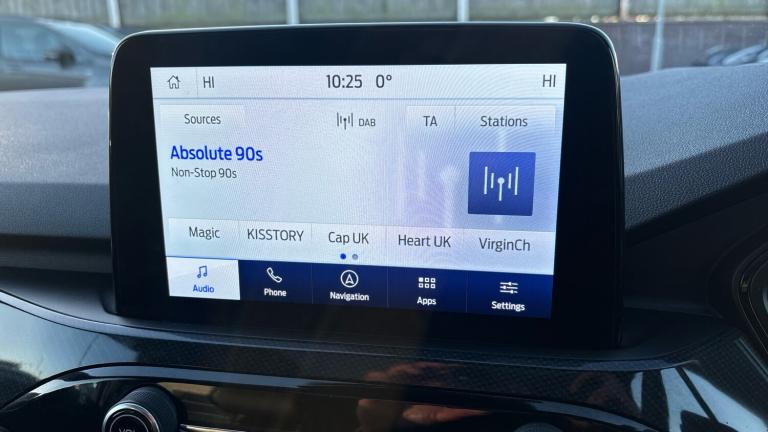 HI 10:25 0° HI
Sources DAB TA Stations
Absolute 90s
Non-Stop 90s
Magic KISSTORY Cap UK Heart UK VirginCh
Audio Phone Navigation Apps Settings
VOL